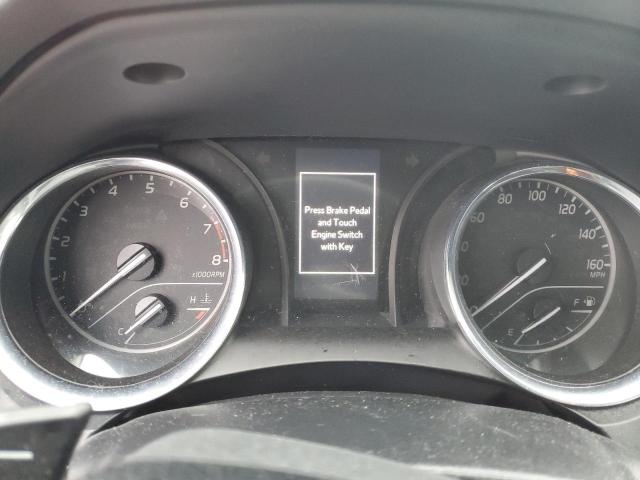 Press Brake Pedal
and Touch
Engine Switch
with Key
1
2
3
4
5
6
7
8
x1000RPM
C
H
80
100
120
140
160
MPH
E
F